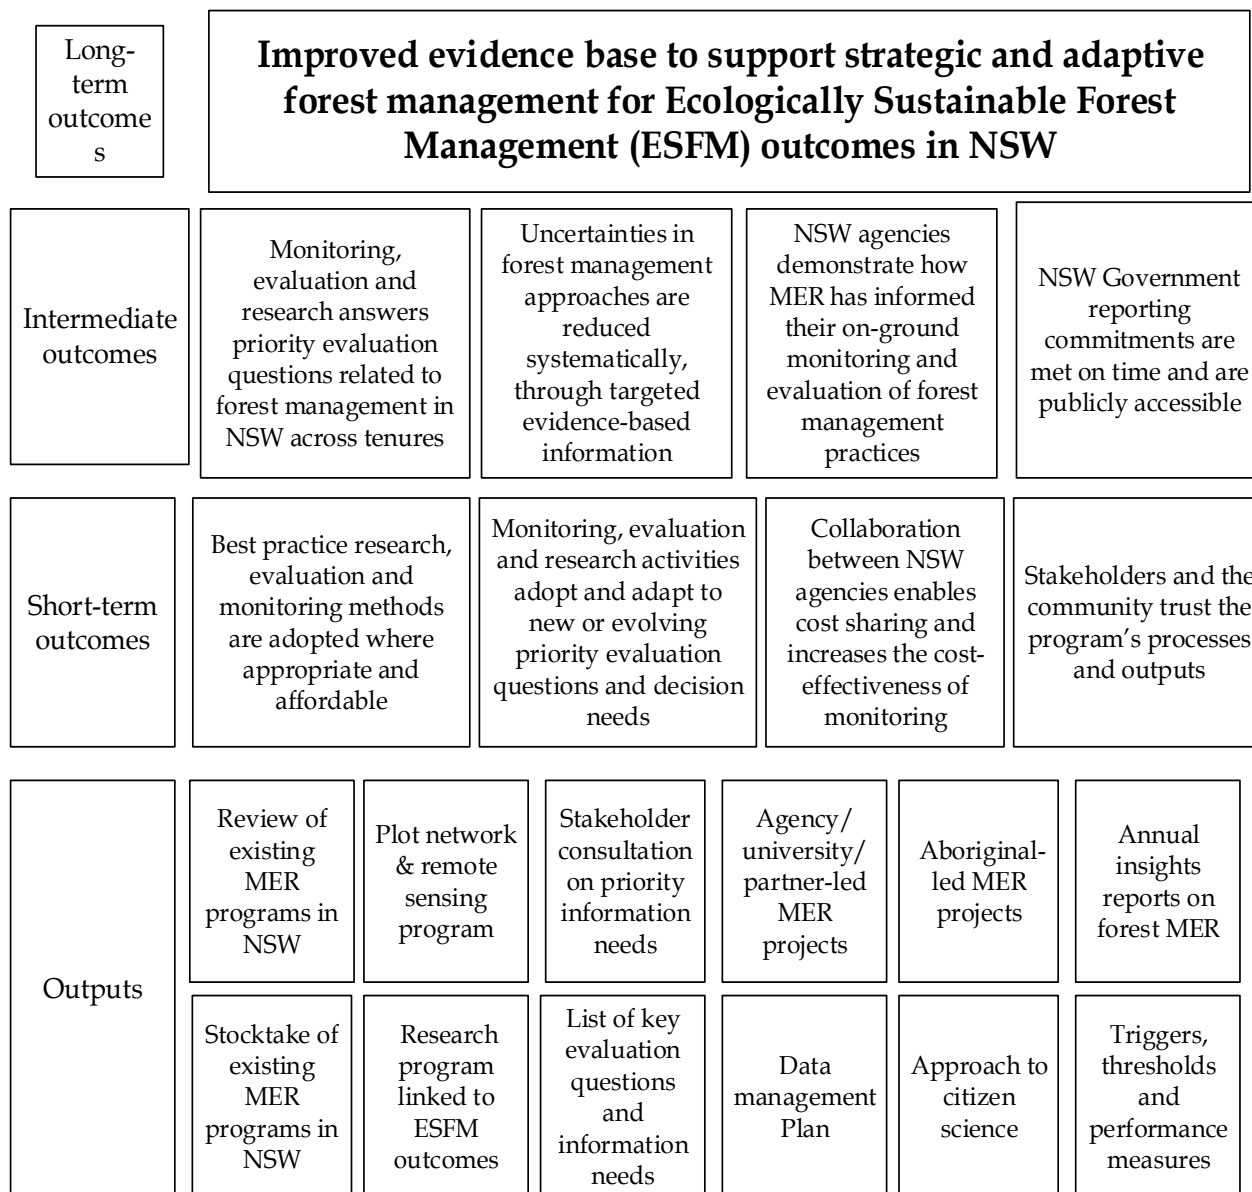 Long-
term
outcome
s
Improved evidence base to support strategic and adaptive
forest management for Ecologically Sustainable Forest
Management (ESFM) outcomes in NSW
Intermediate
outcomes
Monitoring,
evaluation and
research answers
priority evaluation
questions related to
forest management in
NSW across tenures
Uncertainties in
forest management
approaches are
reduced
systematically,
through targeted
evidence-based
information
NSW agencies
demonstrate how
MER has informed
their on-ground
monitoring and
evaluation of forest
management
practices
NSW Government
reporting
commitments are
met on time and are
publicly accessible
Short-term
outcomes
Best practice research,
evaluation and
monitoring methods
are adopted where
appropriate and
affordable
Monitoring, evaluation
and research activities
adopt and adapt to
new or evolving
priority evaluation
questions and decision
needs
Collaboration
between NSW
agencies enables
cost sharing and
increases the cost-
effectiveness of
monitoring
Stakeholders and the
community trust the
program’s processes
and outputs
Outputs
Review of
existing
MER
programs in
NSW
Plot network
& remote
sensing
program
Stakeholder
consultation
on priority
information
needs
Agency/
university/
partner-led
MER
projects
Aboriginal-
led MER
projects
Annual
insights
reports on
forest MER
Stocktake of
existing
MER
programs in
NSW
Research
program
linked to
ESFM
outcomes
List of key
evaluation
questions
and
information
needs
Data
management
Plan
Approach to
citizen
science
Triggers,
thresholds
and
performance
measures